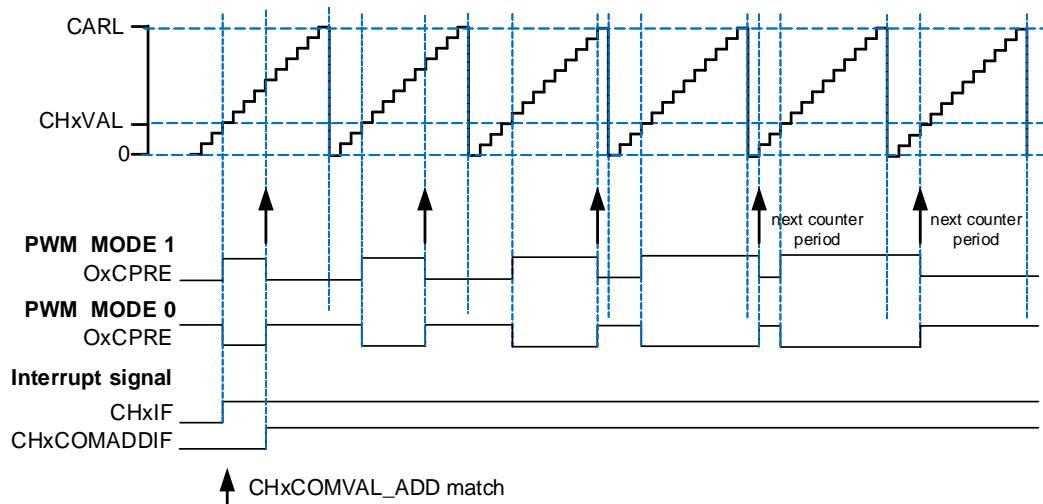 CARL
CHxVAL
0
next counter
period
next counter
period
PWM MODE 1
OxCPRE
PWM MODE 0
OxCPRE
Interrupt signal
CHxIF
CHxCOMADDIF
CHxCOMVAL_ADD match